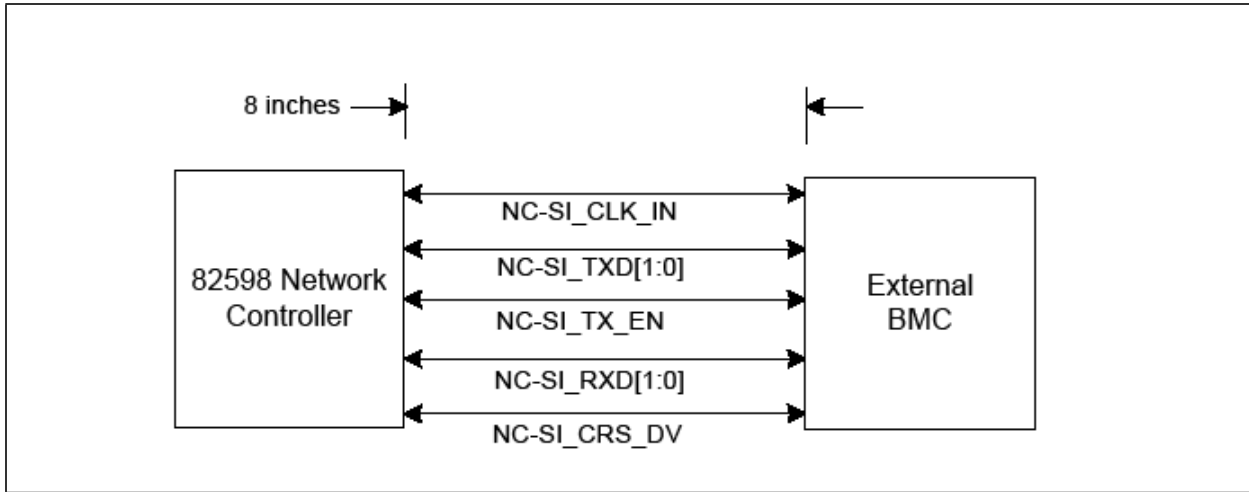 8 inches
NC-SI_CLK_IN
NC-SI_TXD[1:0]
NC-SI_TX_EN
NC-SI_RXD[1:0]
NC-SI_CRS_DV
82598 Network
Controller
External
BMC